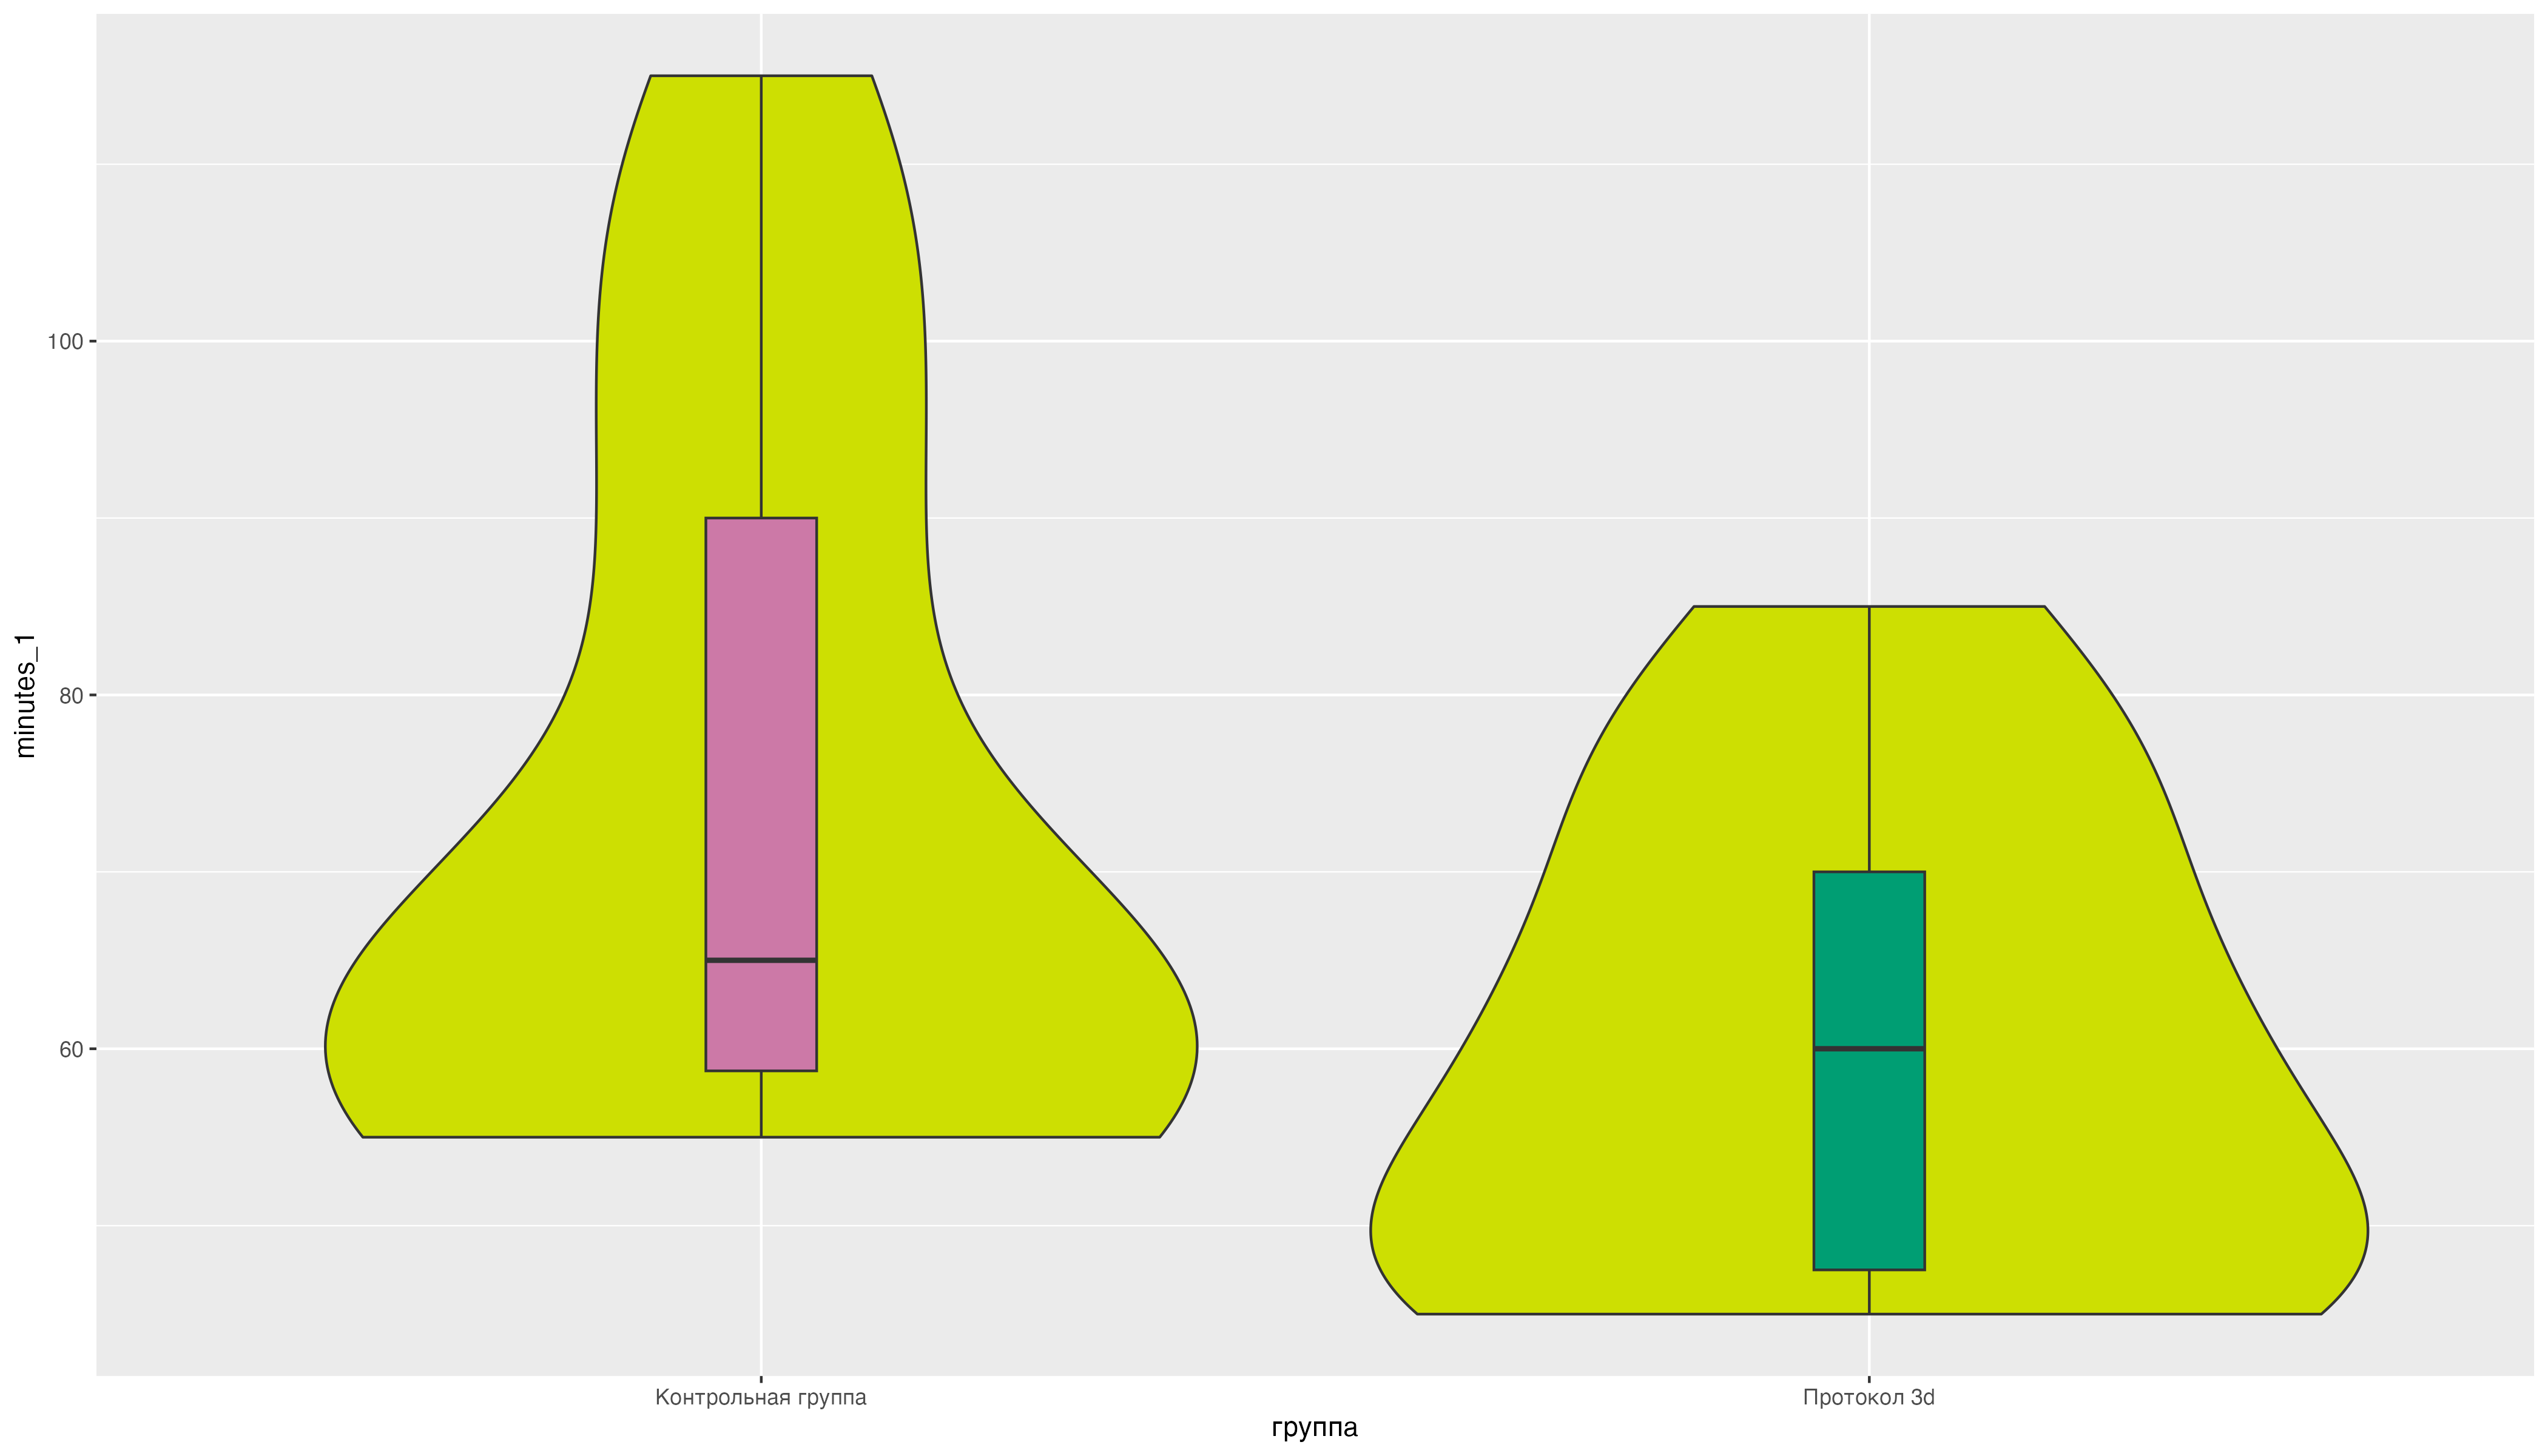 minutes_1
100
80
60
Контрольная группа
Протокол 3d
группа